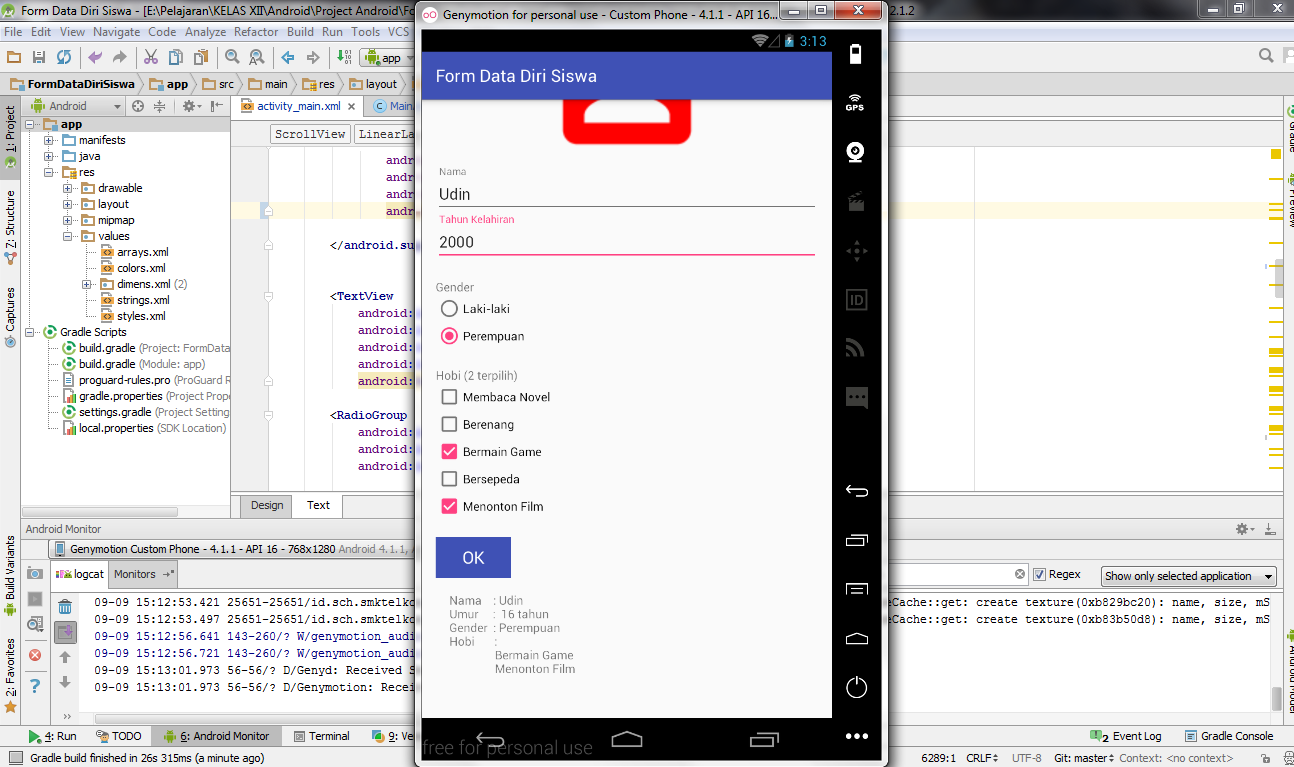 Form Data Diri Siswa - [E:\Pelajaran\KELAS XII\Android\Project Android\Fo
2.1.2
File Edit View Navigate Code Analyze Refactor Build Run Tools VCS
app
FormDataDiriSiswa app src main res layout
Android
activity_main.xml
Main
1: Project
Z: Structure
Captures
Build Variants
2: Favorites
app
manifests
java
res
drawable
layout
mipmap
values
arrays.xml
colors.xml
dimens.xml (2)
strings.xml
styles.xml
Gradle Scripts
build.gradle (Project: FormData
build.gradle (Module: app)
proguard-rules.pro (ProGuard R
gradle.properties (Project Prope
settings.gradle (Project Setting
local.properties (SDK Location)
ScrollView LinearLa
andr
andr
andr
andr
</android.su
<TextView
android:
android:
android:
android:
android:
<RadioGroup
android:
android:
android:
Design Text
Genymotion for personal use - Custom Phone - 4.1.1 - API 16...
3:13
Form Data Diri Siswa
Nama
Udin
Tahun Kelahiran
2000
Gender
Laki-laki
Perempuan
Hobi (2 terpilih)
Membaca Novel
Berenang
Bermain Game
Bersepeda
Menonton Film
OK
Nama : Udin
Umur : 16 tahun
Gender : Perempuan
Hobi :
Bermain Game
Menonton Film
free for personal use
GPS
ID
Gradle
Preview
Android Model
Android Monitor
Genymotion Custom Phone - 4.1.1 - API 16 - 768x1280 Android 4.1.1,
logcat Monitors
Regex
Show only selected application
09-09 15:12:53.421 25651-25651/id.sch.smktelko
eCache::get: create texture(0xb829bc20): name, size, mS
09-09 15:12:53.497 25651-25651/id.sch.smktelko
eCache::get: create texture(0xb83b50d8): name, size, mS
09-09 15:12:56.641 143-260/? W/genymotion_audi
09-09 15:12:56.721 143-260/? W/genymotion_audi
09-09 15:13:01.973 56-56/? D/Genyd: Received S
09-09 15:13:01.973 56-56/? D/Genymotion: Recei
4: Run TODO 6: Android Monitor Terminal 9: Ve
2 Event Log Gradle Console
Gradle build finished in 26s 315ms (a minute ago)
6289:1 CRLF UTF-8 Git: master Context: <no context>